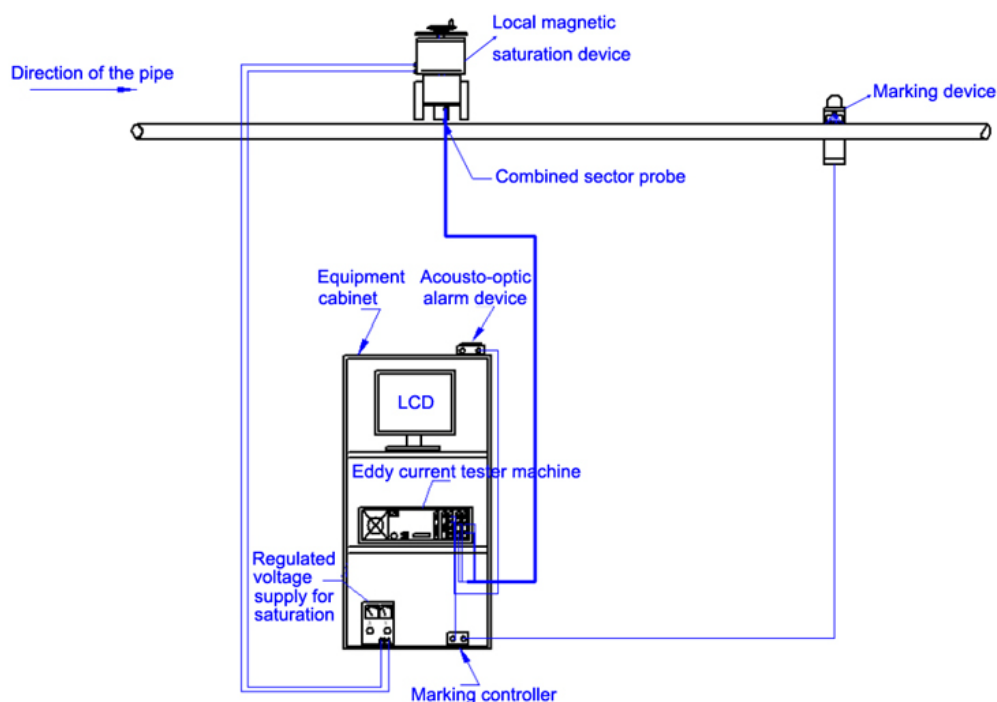 Local magnetic
saturation device
Direction of the pipe
Marking device
Combined sector probe
Equipment
cabinet
Acousto-optic
alarm device
LCD
Eddy current tester machine
Regulated
voltage
supply for
saturation
Marking controller